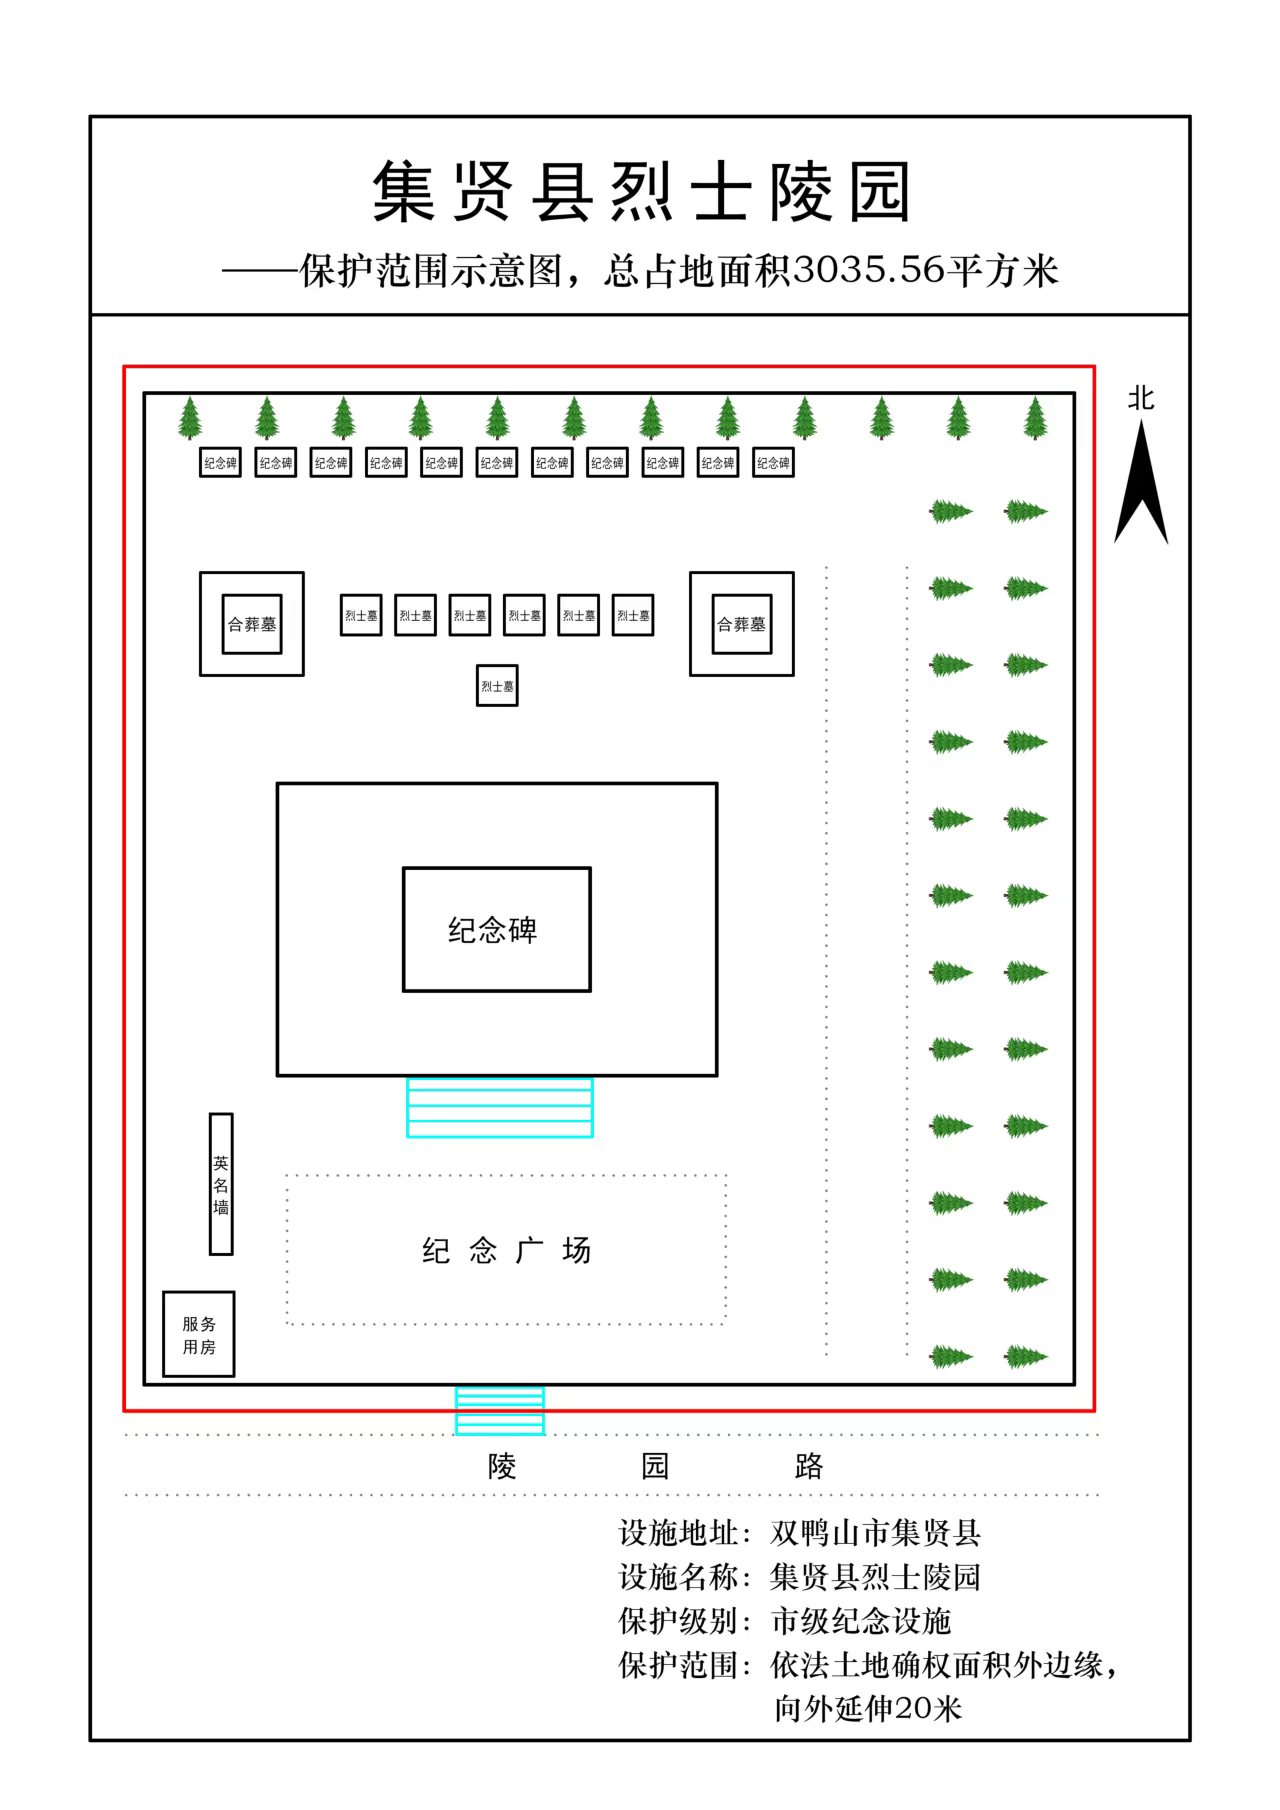 集贤县烈士陵园
——保护范围示意图，总占地面积3035.56平方米
北
纪念碑 纪念碑 纪念碑 纪念碑 纪念碑 纪念碑 纪念碑 纪念碑 纪念碑 纪念碑 纪念碑
合葬墓 烈士墓 烈士墓 烈士墓 烈士墓 烈士墓 烈士墓 合葬墓
烈士墓
纪念碑
英
名
墙
纪念广场
服务
用房
陵园路
设施地址：双鸭山市集贤县
设施名称：集贤县烈士陵园
保护级别：市级纪念设施
保护范围：依法土地确权面积外边缘，
向外延伸20米